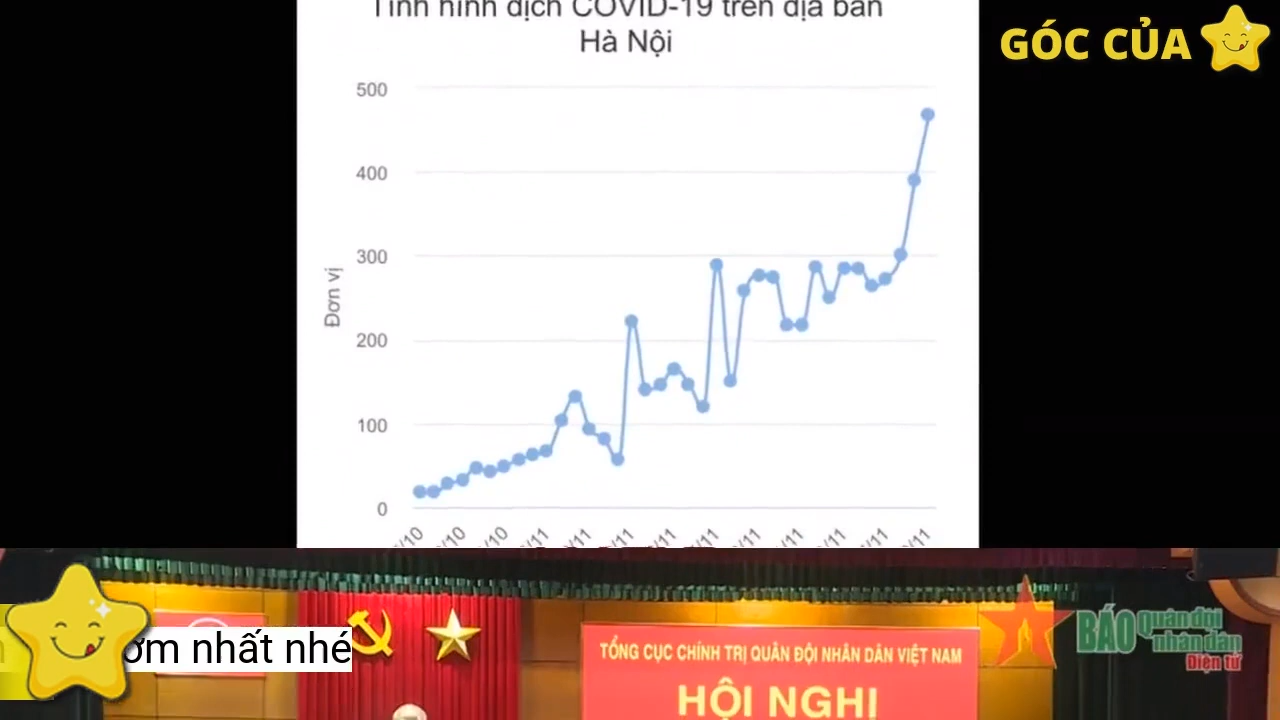 Tình hình dịch COVID-19 trên địa bàn
Hà Nội
GÓC CỦA
500
400
300
200
100
0
Đơn vị
nhất nhé
BÁO quân đội
nhân dân
Điện tử
TỔNG CỤC CHÍNH TRỊ QUÂN ĐỘI NHÂN DÂN VIỆT NAM
HỘI NGHỊ